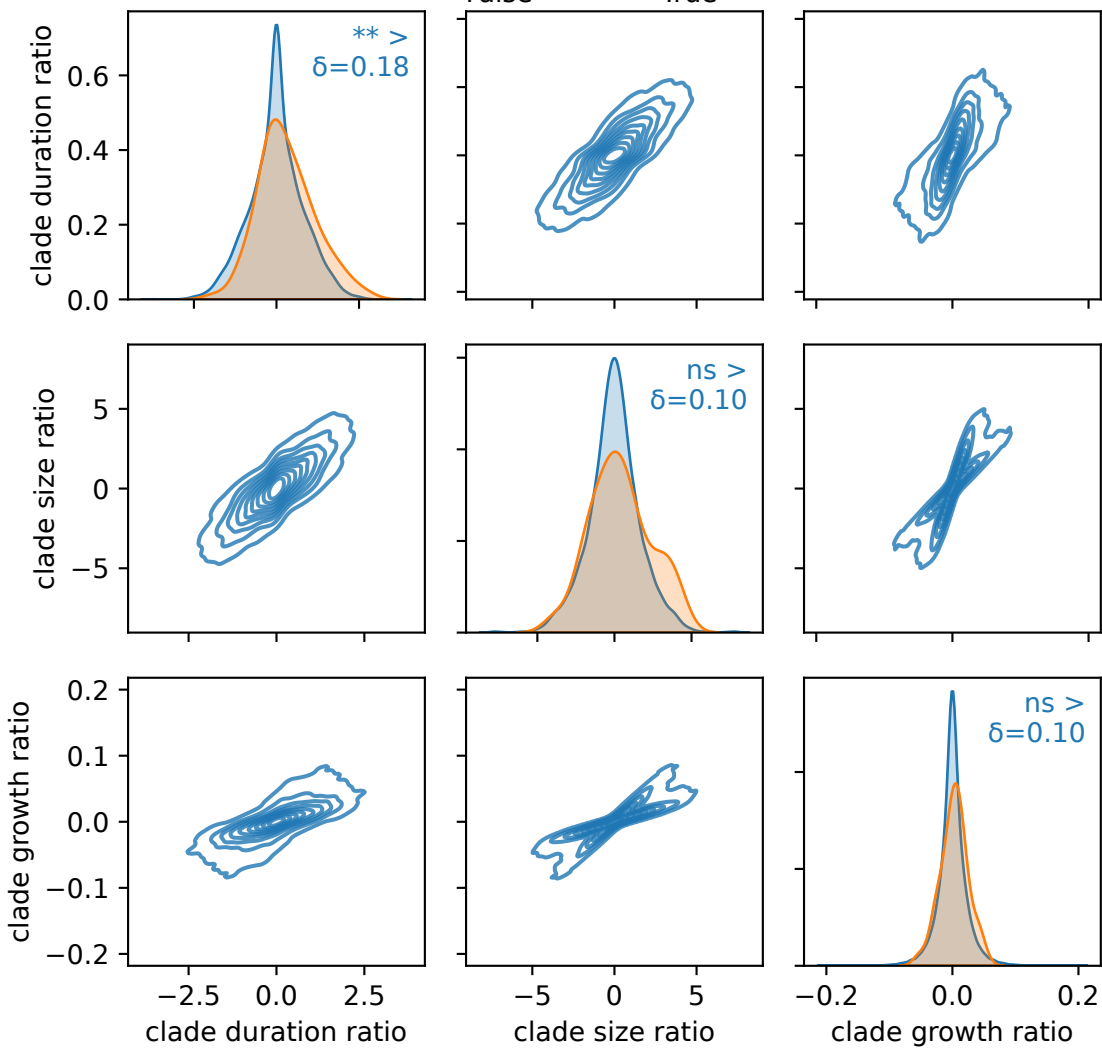 ** >
δ=0.18
clade duration ratio
0.6
0.4
0.2
0.0
ns >
δ=0.10
clade size ratio
5
0
−5
ns >
δ=0.10
clade growth ratio
0.2
0.1
0.0
−0.1
−0.2
−2.5 0.0 2.5
−5 0 5
−0.2 0.0 0.2
clade duration ratio
clade size ratio
clade growth ratio